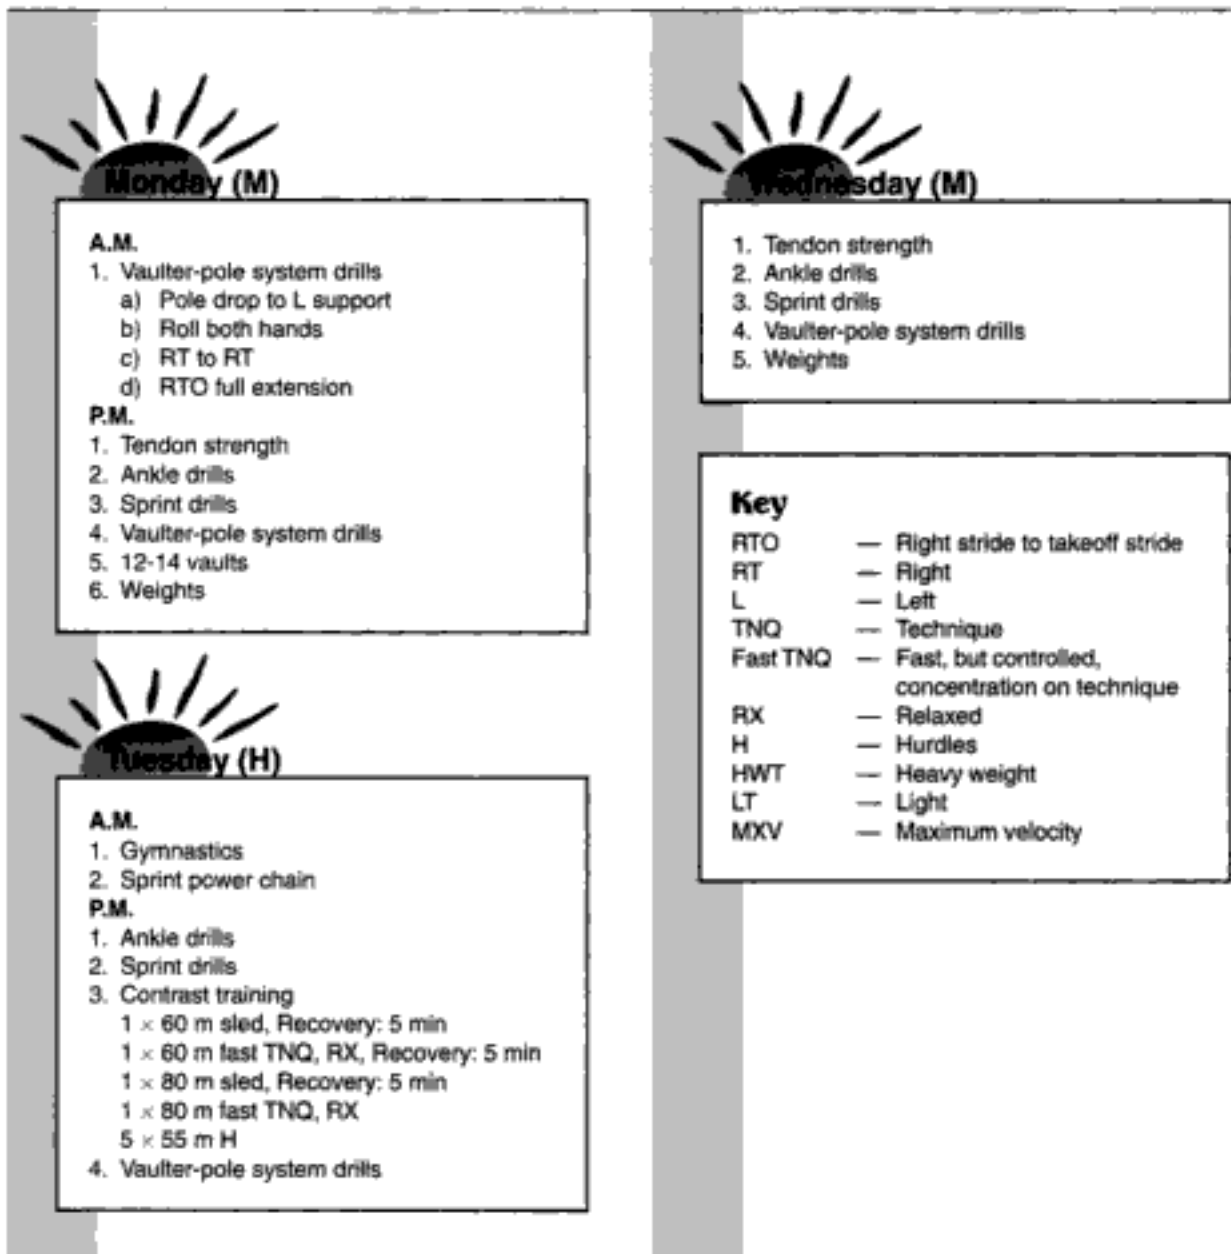 Monday (M)
A.M.
1. Vaulter-pole system drills
a) Pole drop to L support
b) Roll both hands
c) RT to RT
d) RTO full extension
P.M.
1. Tendon strength
2. Ankle drills
3. Sprint drills
4. Vaulter-pole system drills
5. 12-14 vaults
6. Weights
Tuesday (H)
A.M.
1. Gymnastics
2. Sprint power chain
P.M.
1. Ankle drills
2. Sprint drills
3. Contrast training
1 × 60 m sled, Recovery: 5 min
1 × 60 m fast TNQ, RX, Recovery: 5 min
1 × 80 m sled, Recovery: 5 min
1 × 80 m fast TNQ, RX
5 × 55 m H
4. Vaulter-pole system drills
Wednesday (M)
1. Tendon strength
2. Ankle drills
3. Sprint drills
4. Vaulter-pole system drills
5. Weights
Key
RTO — Right stride to takeoff stride
RT — Right
L — Left
TNQ — Technique
Fast TNQ — Fast, but controlled,
concentration on technique
RX — Relaxed
H — Hurdles
HWT — Heavy weight
LT — Light
MXV — Maximum velocity